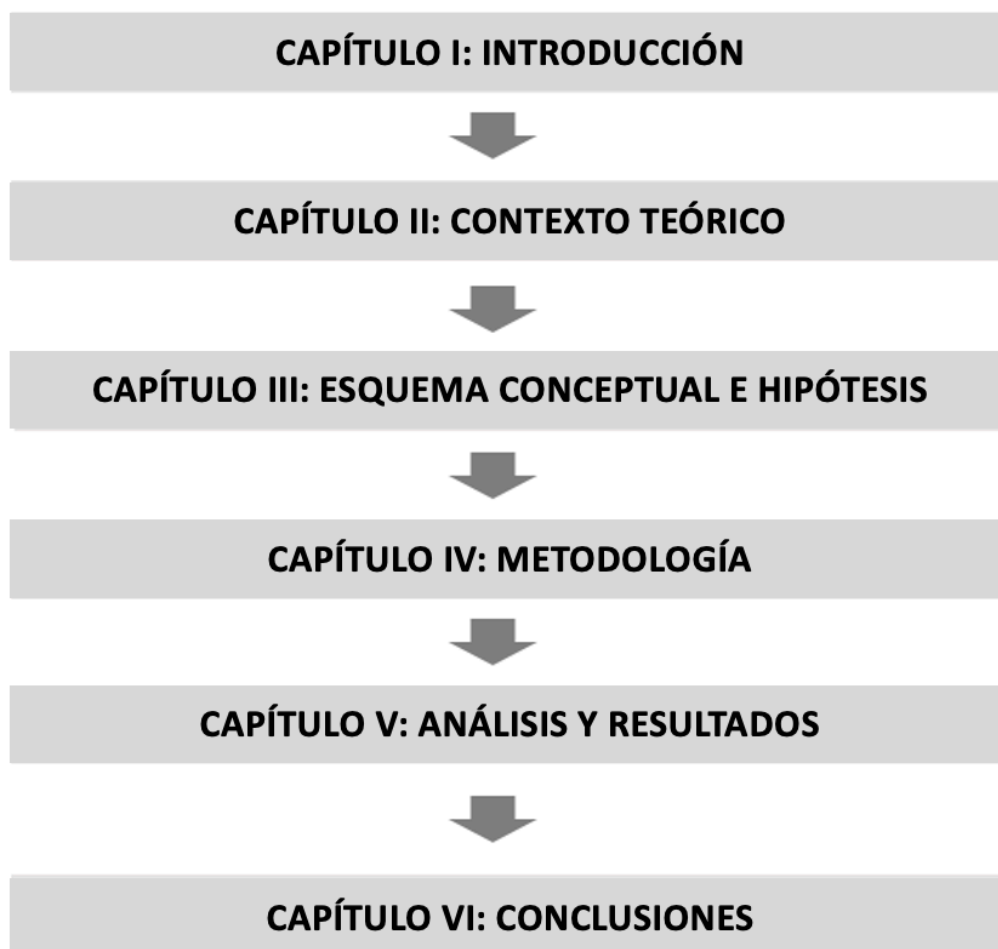 CAPÍTULO I: INTRODUCCIÓN
CAPÍTULO II: CONTEXTO TEÓRICO
CAPÍTULO III: ESQUEMA CONCEPTUAL E HIPÓTESIS
CAPÍTULO IV: METODOLOGÍA
CAPÍTULO V: ANÁLISIS Y RESULTADOS
CAPÍTULO VI: CONCLUSIONES